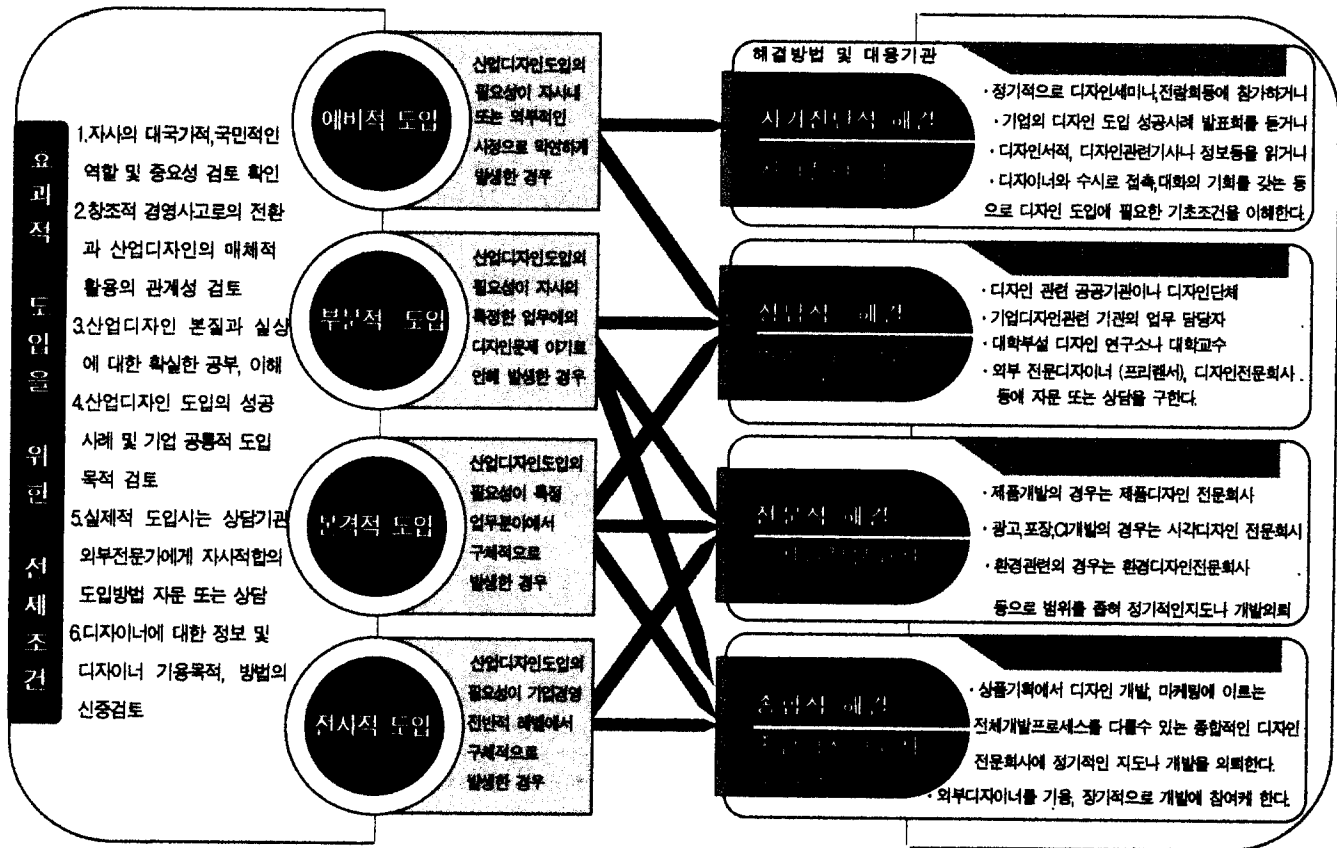 효과적 도입을 위한 선제조건
1.자사의 대국가적,국민적인
역할 및 중요성 검토 확인
2.창조적 경영사고로의 전환
과 산업디자인의 매체적
활용의 관계성 검토
3.산업디자인 본질과 실상
에 대한 확실한 공부, 이해
4.산업디자인 도입의 성공
사례 및 기업 공통적 도입
목적 검토
5.실제적 도입시는 상담기관
외부전문가에게 자사적합의
도입방법 자문 또는 상담
6.디자이너에 대한 정보 및
디자이너 기용목적, 방법의
신중검토
예비적 도입
산업디자인도입의
필요성이 자사내
또는 외부적인
사정으로 막연하게
발생한 경우
부분적 도입
산업디자인도입의
필요성이 자사의
특정한 업무에의
디자인문제 야기로
인해 발생한 경우
본격적 도입
산업디자인도입의
필요성이 특정
업무분야에서
구체적으로
발생한 경우
전사적 도입
산업디자인도입의
필요성이 기업경영
전반적 레벨에서
구체적으로
발생한 경우
해결방법 및 대응기관
자기진단적 해결
· 정기적으로 디자인세미나,전람회등에 참가하거나
· 기업의 디자인 도입 성공사례 발표회를 듣거나
· 디자인서적, 디자인관련기사나 정보등을 읽거나
· 디자이너와 수시로 접촉,대화의 기회를 갖는 등
으로 디자인 도입에 필요한 기초조건을 이해한다.
상담적 해결
· 디자인 관련 공공기관이나 디자인단체
· 기업디자인관련 기관의 업무 담당자
· 대학부설 디자인 연구소나 대학교수
· 외부 전문디자이너 (프리랜서), 디자인전문회사
등에 자문 또는 상담을 구한다.
전문적 해결
· 제품개발의 경우는 제품디자인 전문회사
· 광고,포장,CI개발의 경우는 시각디자인 전문회사
· 환경관련의 경우는 환경디자인전문회사
등으로 범위를 좁혀 정기적인지도나 개발의뢰
종합적 해결
· 상품기획에서 디자인 개발, 마케팅에 이르는
전체개발프로세스를 다룰수 있는 종합적인 디자인
전문회사에 정기적인 지도나 개발을 의뢰한다.
· 외부디자이너를 기용, 장기적으로 개발에 참여케 한다.